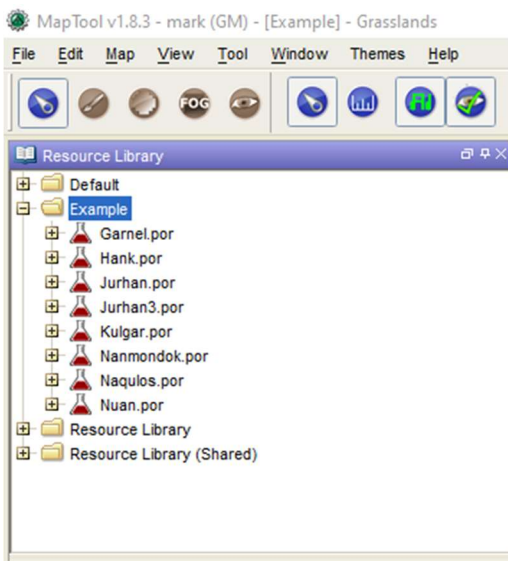 MapTool v1.8.3 - mark (GM) - [Example] - Grasslands
File Edit Map View Tool Window Themes Help
FOG
Resource Library
Default
Example
Garnel.por
Hank.por
Jurhan.por
Jurhan3.por
Kulgar.por
Nanmondok.por
Naqulos.por
Nuan.por
Resource Library
Resource Library (Shared)